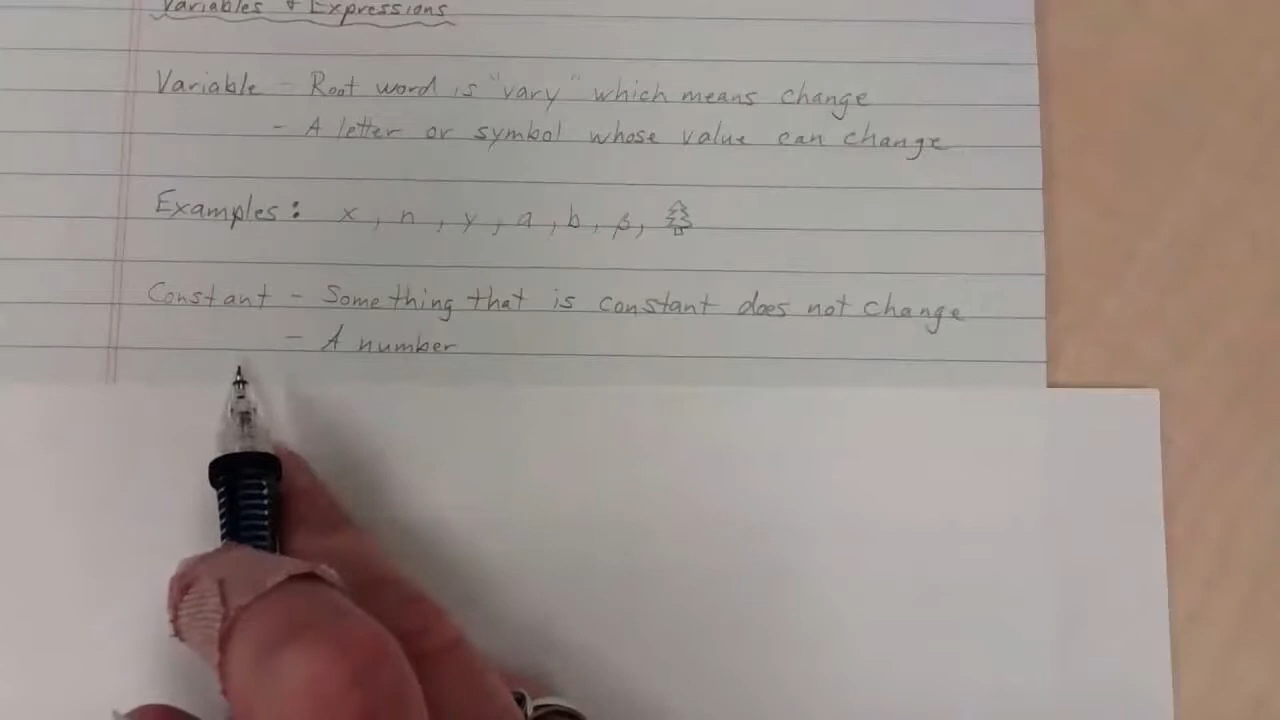 Variables & Expressions
Variable - Root word is "vary" which means change
- A letter or symbol whose value can change
Examples: x, n, y, a, b, β, 🌲
Constant - Something that is constant does not change
- A number